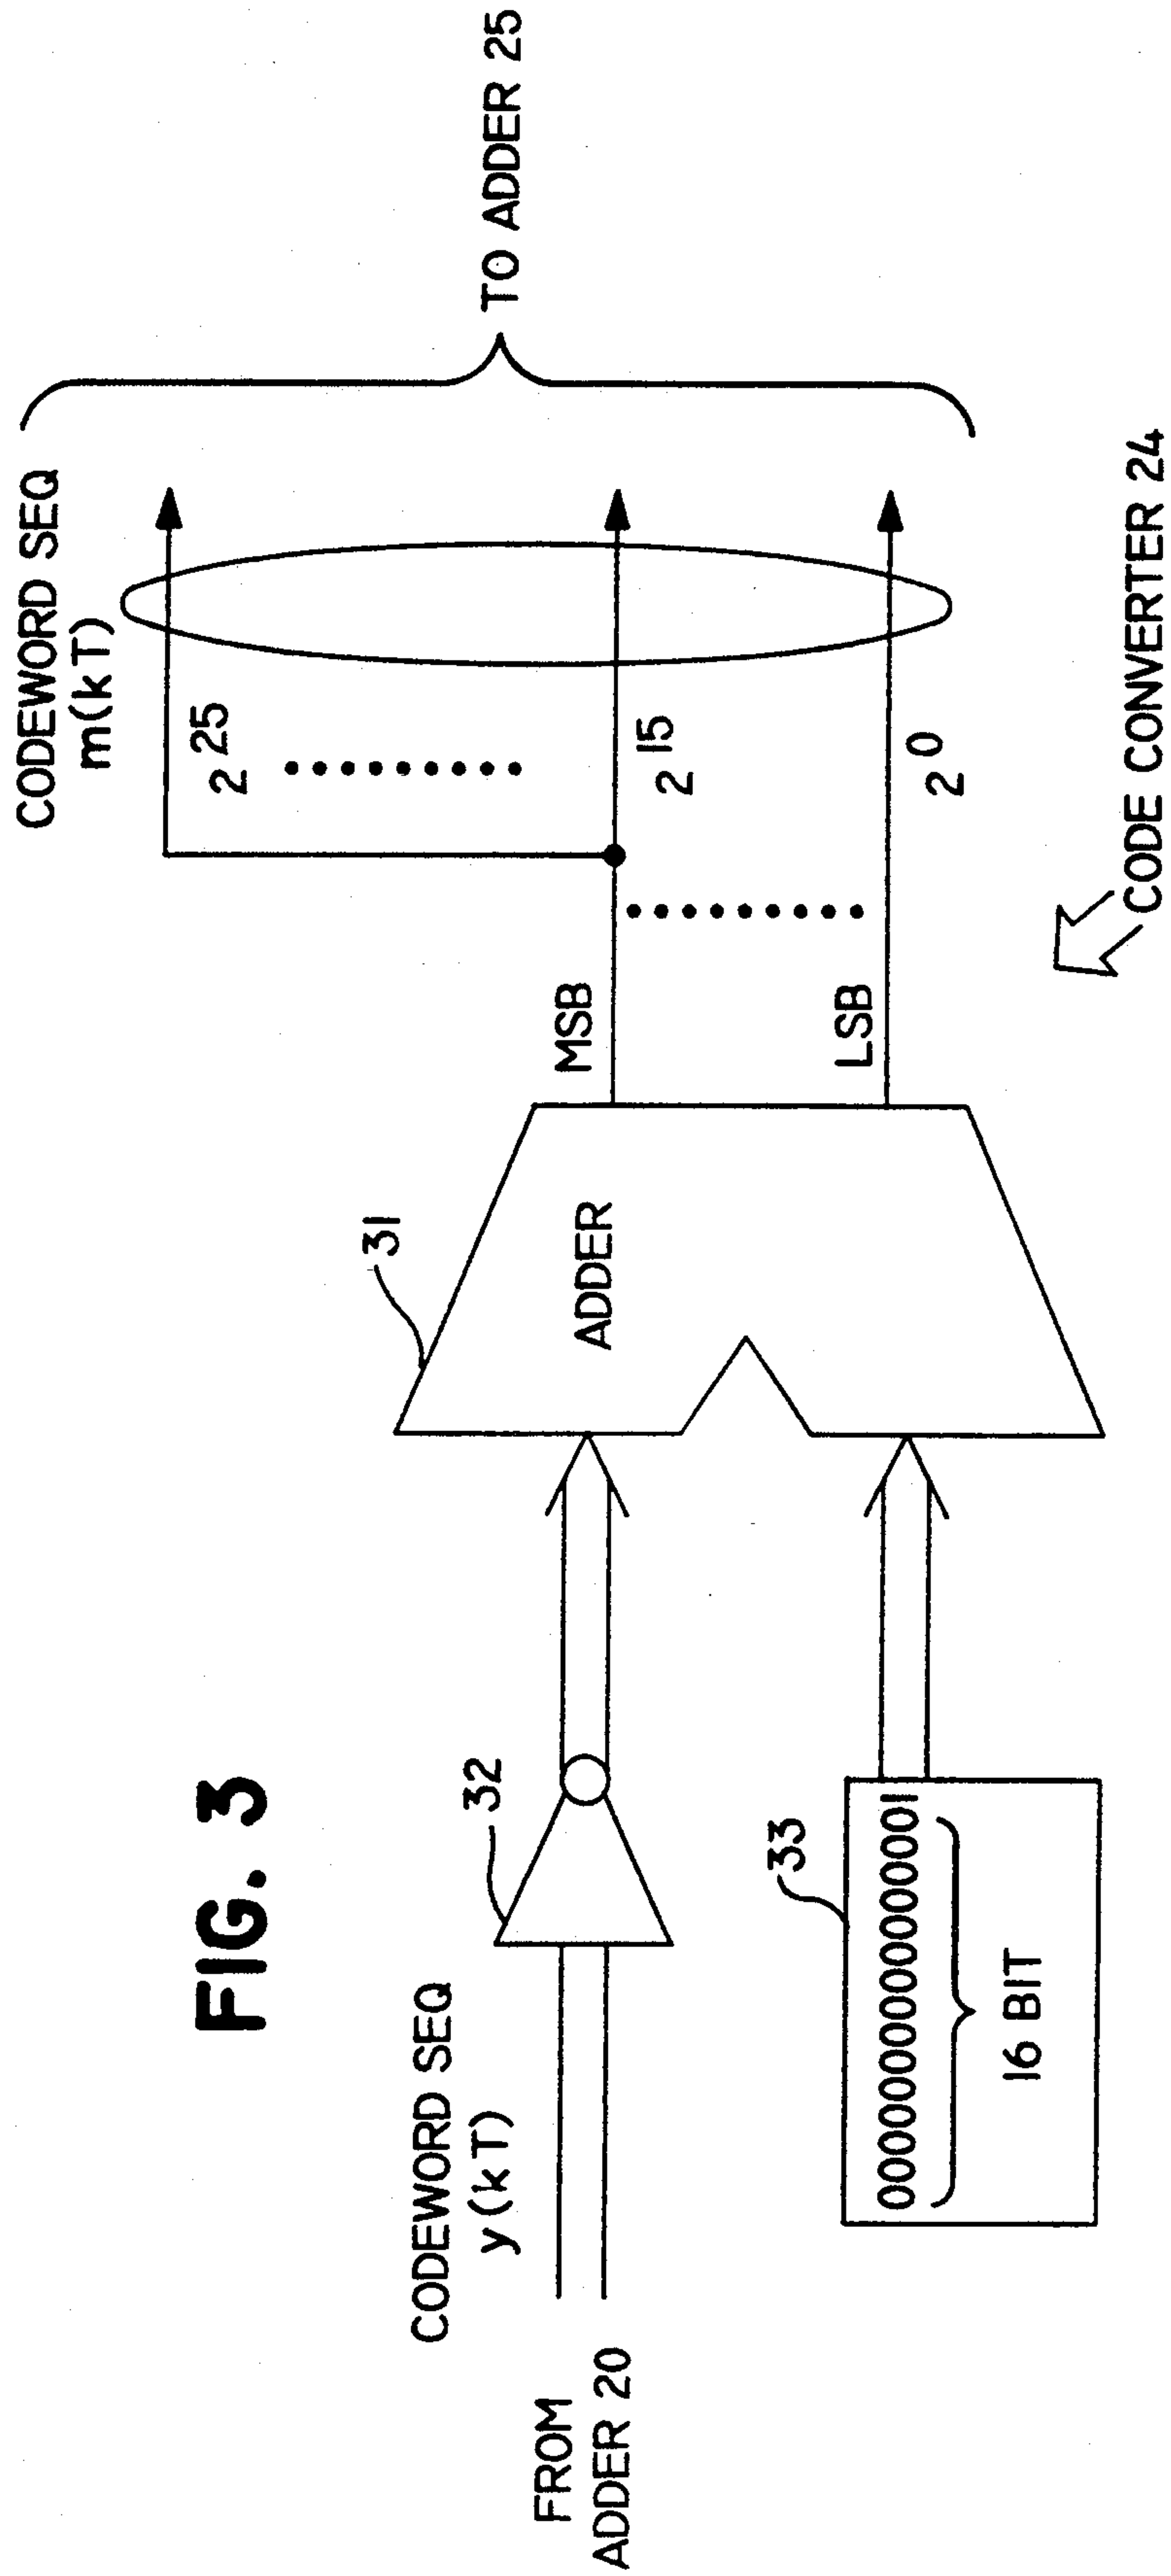 FIG. 3
CODEWORD SEQ
y(kT)
FROM
ADDER 20
32
33
0000000000000001
16 BIT
31
ADDER
MSB
LSB
CODEWORD SEQ
m(kT)
2^25
2^15
2^0
TO ADDER 25
CODE CONVERTER 24